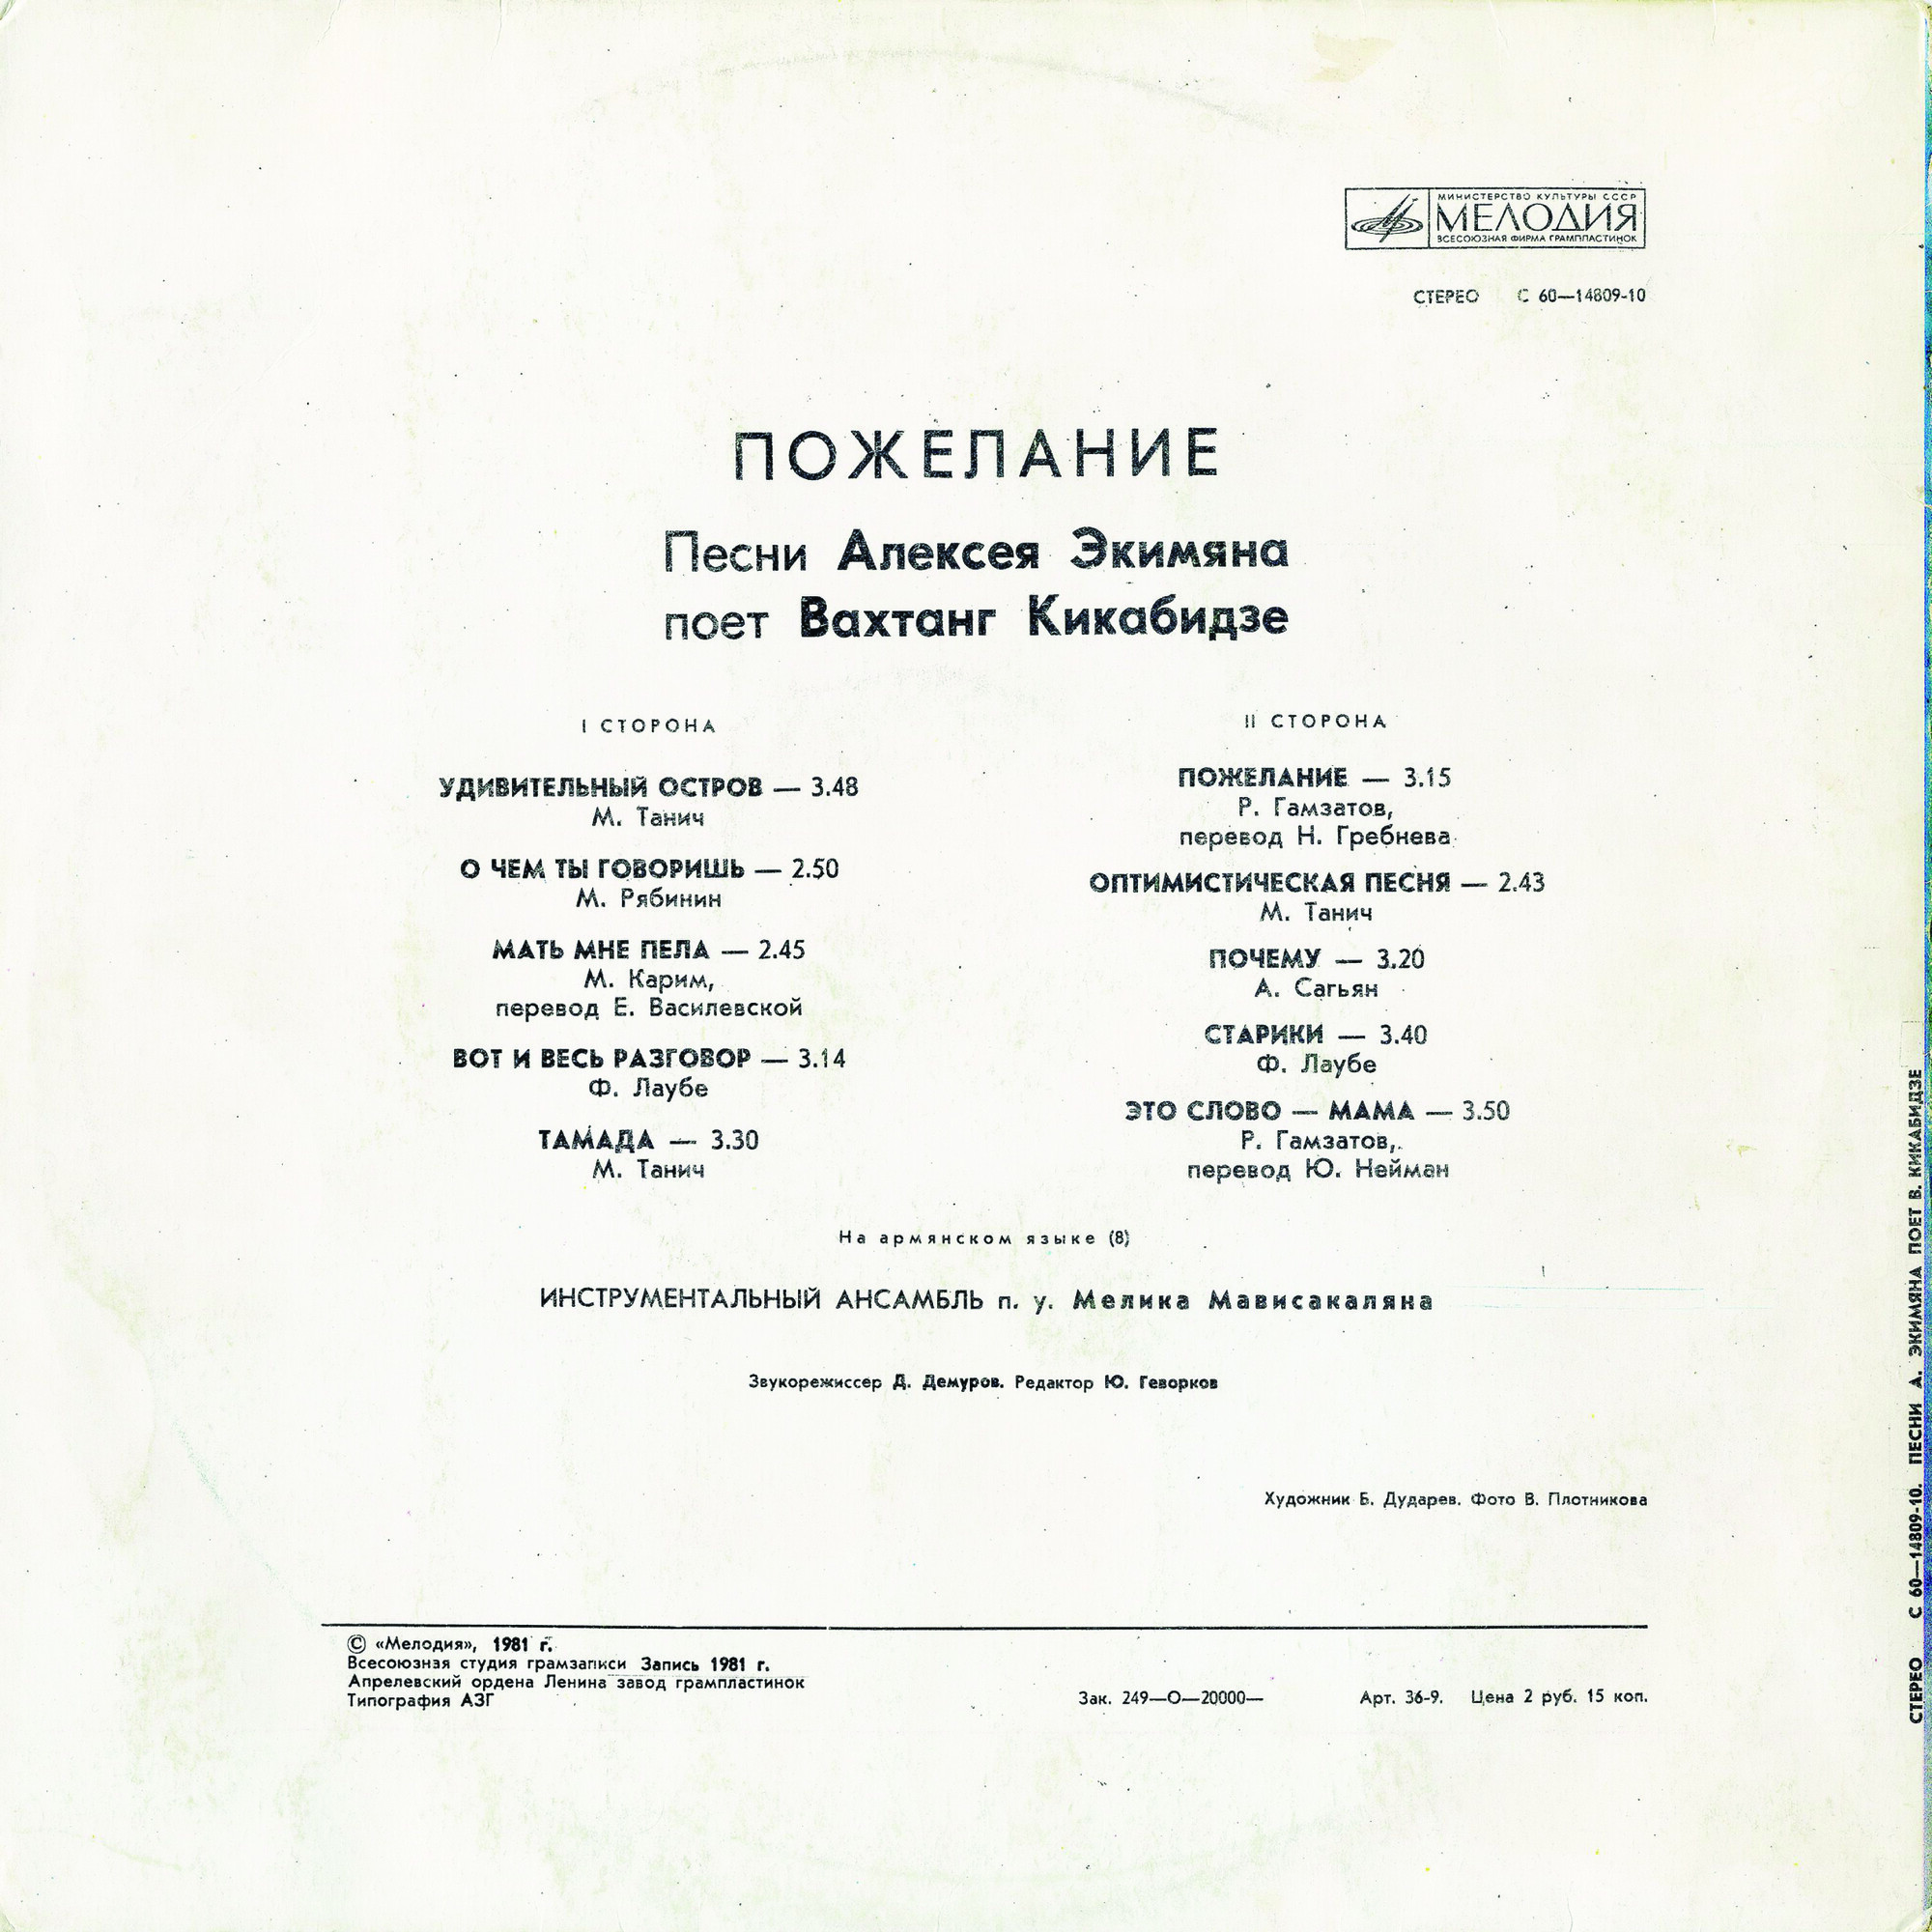 МИНИСТЕРСТВО КУЛЬТУРЫ СССР
МЕЛОДИЯ
ВСЕСОЮЗНАЯ ФИРМА ГРАМПЛАСТИНОК
СТЕРЕО С 60—14809-10
ПОЖЕЛАНИЕ
Песни Алексея Экимяна
поет Вахтанг Кикабидзе
I СТОРОНА
УДИВИТЕЛЬНЫЙ ОСТРОВ — 3.48
М. Танич
О ЧЕМ ТЫ ГОВОРИШЬ — 2.50
М. Рябинин
МАТЬ МНЕ ПЕЛА — 2.45
М. Карим,
перевод Е. Василевской
ВОТ И ВЕСЬ РАЗГОВОР — 3.14
Ф. Лаубе
ТАМАДА — 3.30
М. Танич
II СТОРОНА
ПОЖЕЛАНИЕ — 3.15
Р. Гамзатов,
перевод Н. Гребнева
ОПТИМИСТИЧЕСКАЯ ПЕСНЯ — 2.43
М. Танич
ПОЧЕМУ — 3.20
А. Сагьян
СТАРИКИ — 3.40
Ф. Лаубе
ЭТО СЛОВО — МАМА — 3.50
Р. Гамзатов,
перевод Ю. Нейман
На армянском языке (8)
ИНСТРУМЕНТАЛЬНЫЙ АНСАМБЛЬ п. у. Мелика Мависакаляна
Звукорежиссер Д. Демуров. Редактор Ю. Геворков
Художник Б. Дударев. Фото В. Плотникова
© «Мелодия», 1981 г.
Всесоюзная студия грамзаписи Запись 1981 г.
Апрелевский ордена Ленина завод грампластинок
Типография АЗГ
Зак. 249—О—20000—
Арт. 36-9. Цена 2 руб. 15 коп.
СТЕРЕО С 60—14809-10. ПЕСНИ А. ЭКИМЯНА ПОЕТ В. КИКАБИДЗЕ